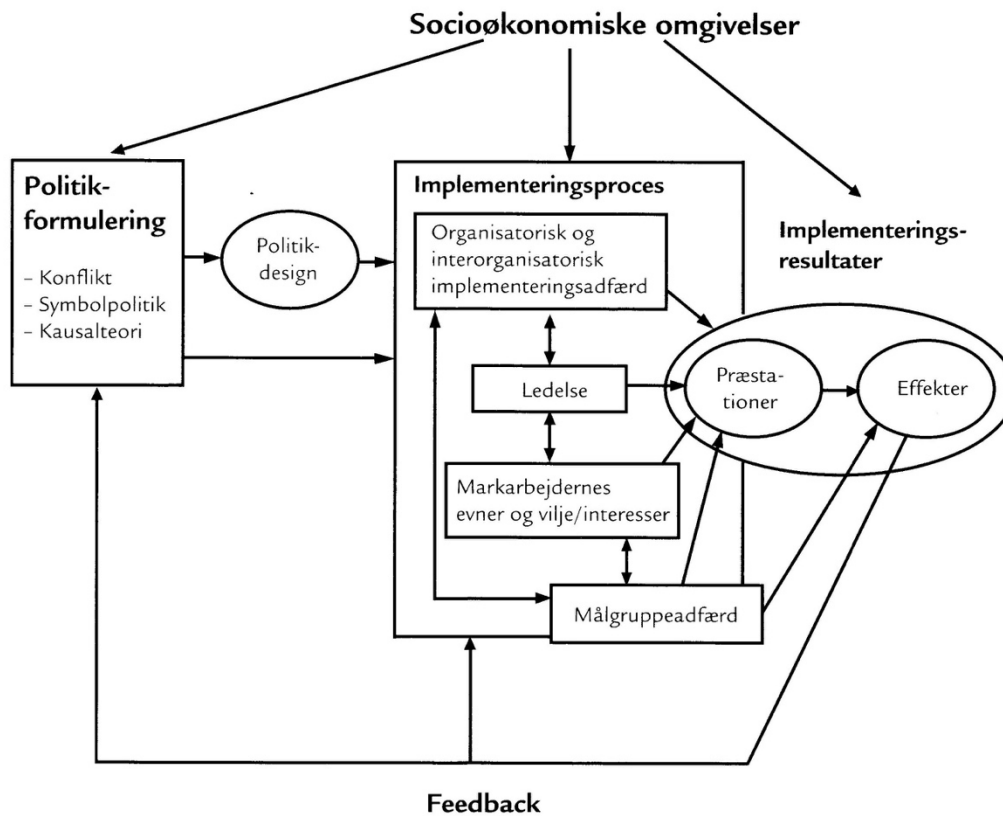 Socioøkonomiske omgivelser
Politik-
formulering
– Konflikt
– Symbolpolitik
– Kausalteori
Politik-
design
Implementeringsproces
Organisatorisk og
interorganisatorisk
implementeringsadfærd
Ledelse
Markarbejdernes
evner og vilje/interesser
Målgruppeadfærd
Implementerings-
resultater
Præsta-
tioner
Effekter
Feedback